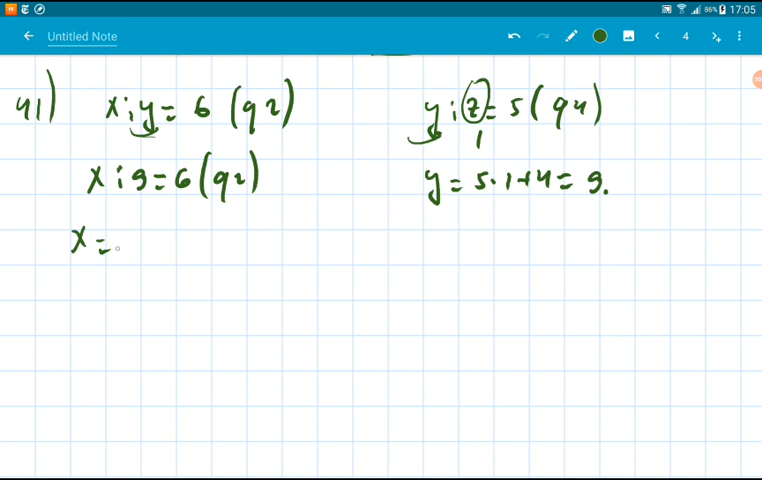 86% 17:05
Untitled Note
4
41) x : y = 6 (q2)
y : z = 5 (q4)
1
x : 9 = 6 (q2)
y = 5 · 1 + 4 = 9.
x =